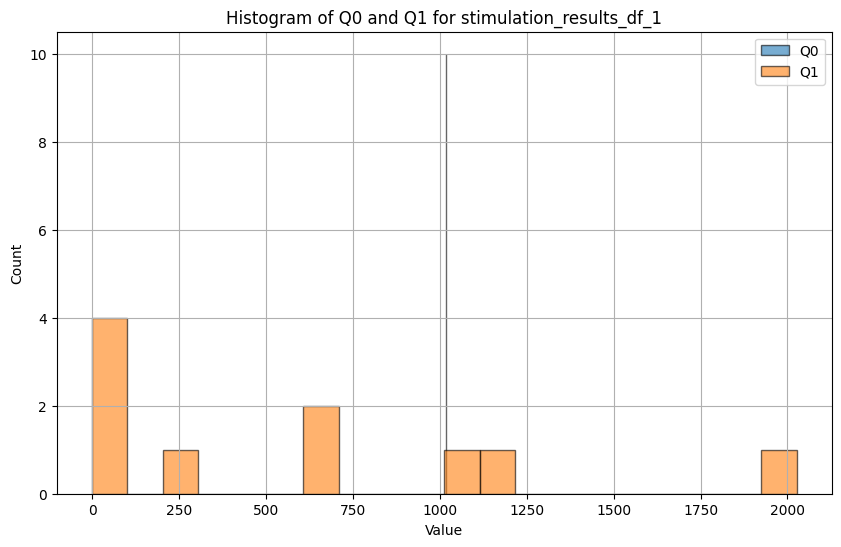 Histogram of Q0 and Q1 for stimulation_results_df_1
Q0
Q1
10
8
6
4
2
0
Count
0 250 500 750 1000 1250 1500 1750 2000
Value